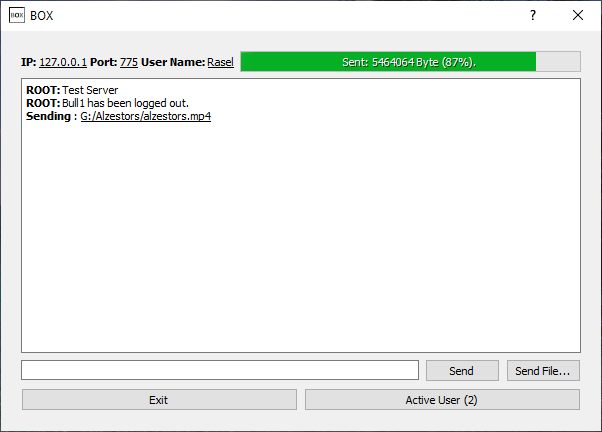 BOX BOX ?
IP: 127.0.0.1 Port: 775 User Name: Rasel Sent: 5464064 Byte (87%).
ROOT: Test Server
ROOT: Bull1 has been logged out.
Sending : G:/Alzestors/alzestors.mp4
Send Send File...
Exit Active User (2)